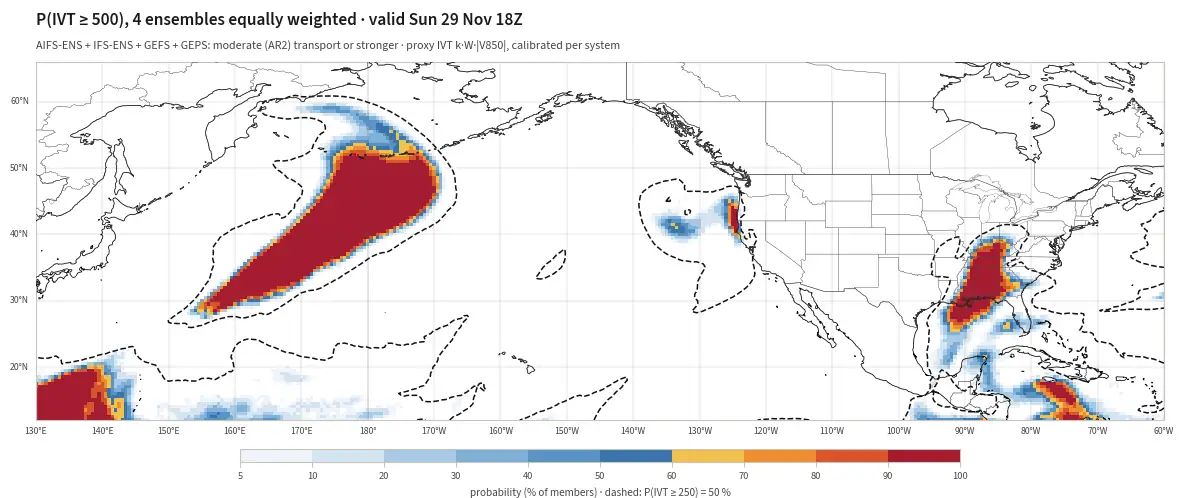 P(IVT ≥ 500), 4 ensembles equally weighted · valid Sun 29 Nov 18Z
AIFS-ENS + IFS-ENS + GEFS + GEPS: moderate (AR2) transport or stronger · proxy IVT k·W·|V850|, calibrated per system
60°N
50°N
40°N
30°N
20°N
130°E 140°E 150°E 160°E 170°E 180° 170°W 160°W 150°W 140°W 130°W 120°W 110°W 100°W 90°W 80°W 70°W 60°W
5 10 20 30 40 50 60 70 80 90 100
probability (% of members) · dashed: P(IVT ≥ 250) = 50 %